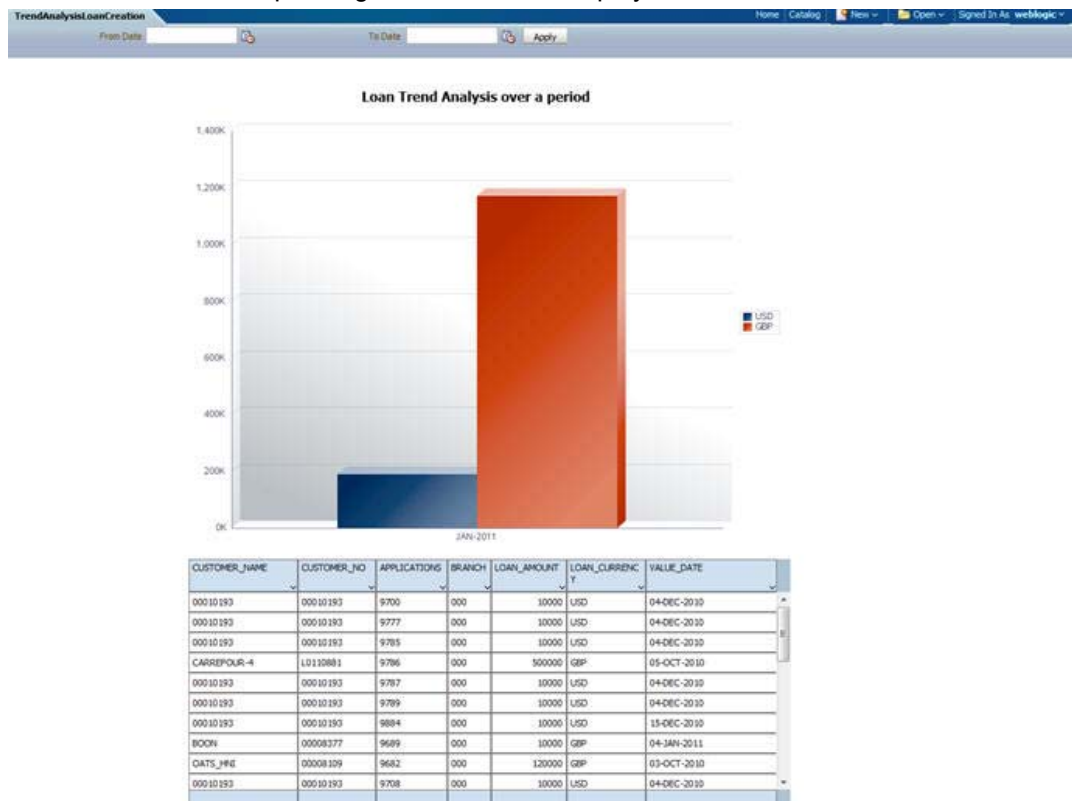 TrendAnalysisLoanCreation Home Catalog New Open Signed In As weblogic
From Date To Date Apply
Loan Trend Analysis over a period
1,400K
1,200K
1,000K
800K
USD
GBP
600K
400K
200K
0K
JAN-2011
CUSTOMER_NAME CUSTOMER_NO APPLICATIONS BRANCH LOAN_AMOUNT LOAN_CURRENC VALUE_DATE
Y
00010193 00010193 9700 000 10000 USD 04-DEC-2010
00010193 00010193 9777 000 10000 USD 04-DEC-2010
00010193 00010193 9785 000 10000 USD 04-DEC-2010
CARREFOUR-4 L0110881 9786 000 500000 GBP 05-OCT-2010
00010193 00010193 9787 000 10000 USD 04-DEC-2010
00010193 00010193 9789 000 10000 USD 04-DEC-2010
00010193 00010193 9884 000 10000 USD 15-DEC-2010
BOON 00008377 9689 000 10000 GBP 04-JAN-2011
OATS_HNI 00008109 9682 000 120000 GBP 03-OCT-2010
00010193 00010193 9708 000 10000 USD 04-DEC-2010